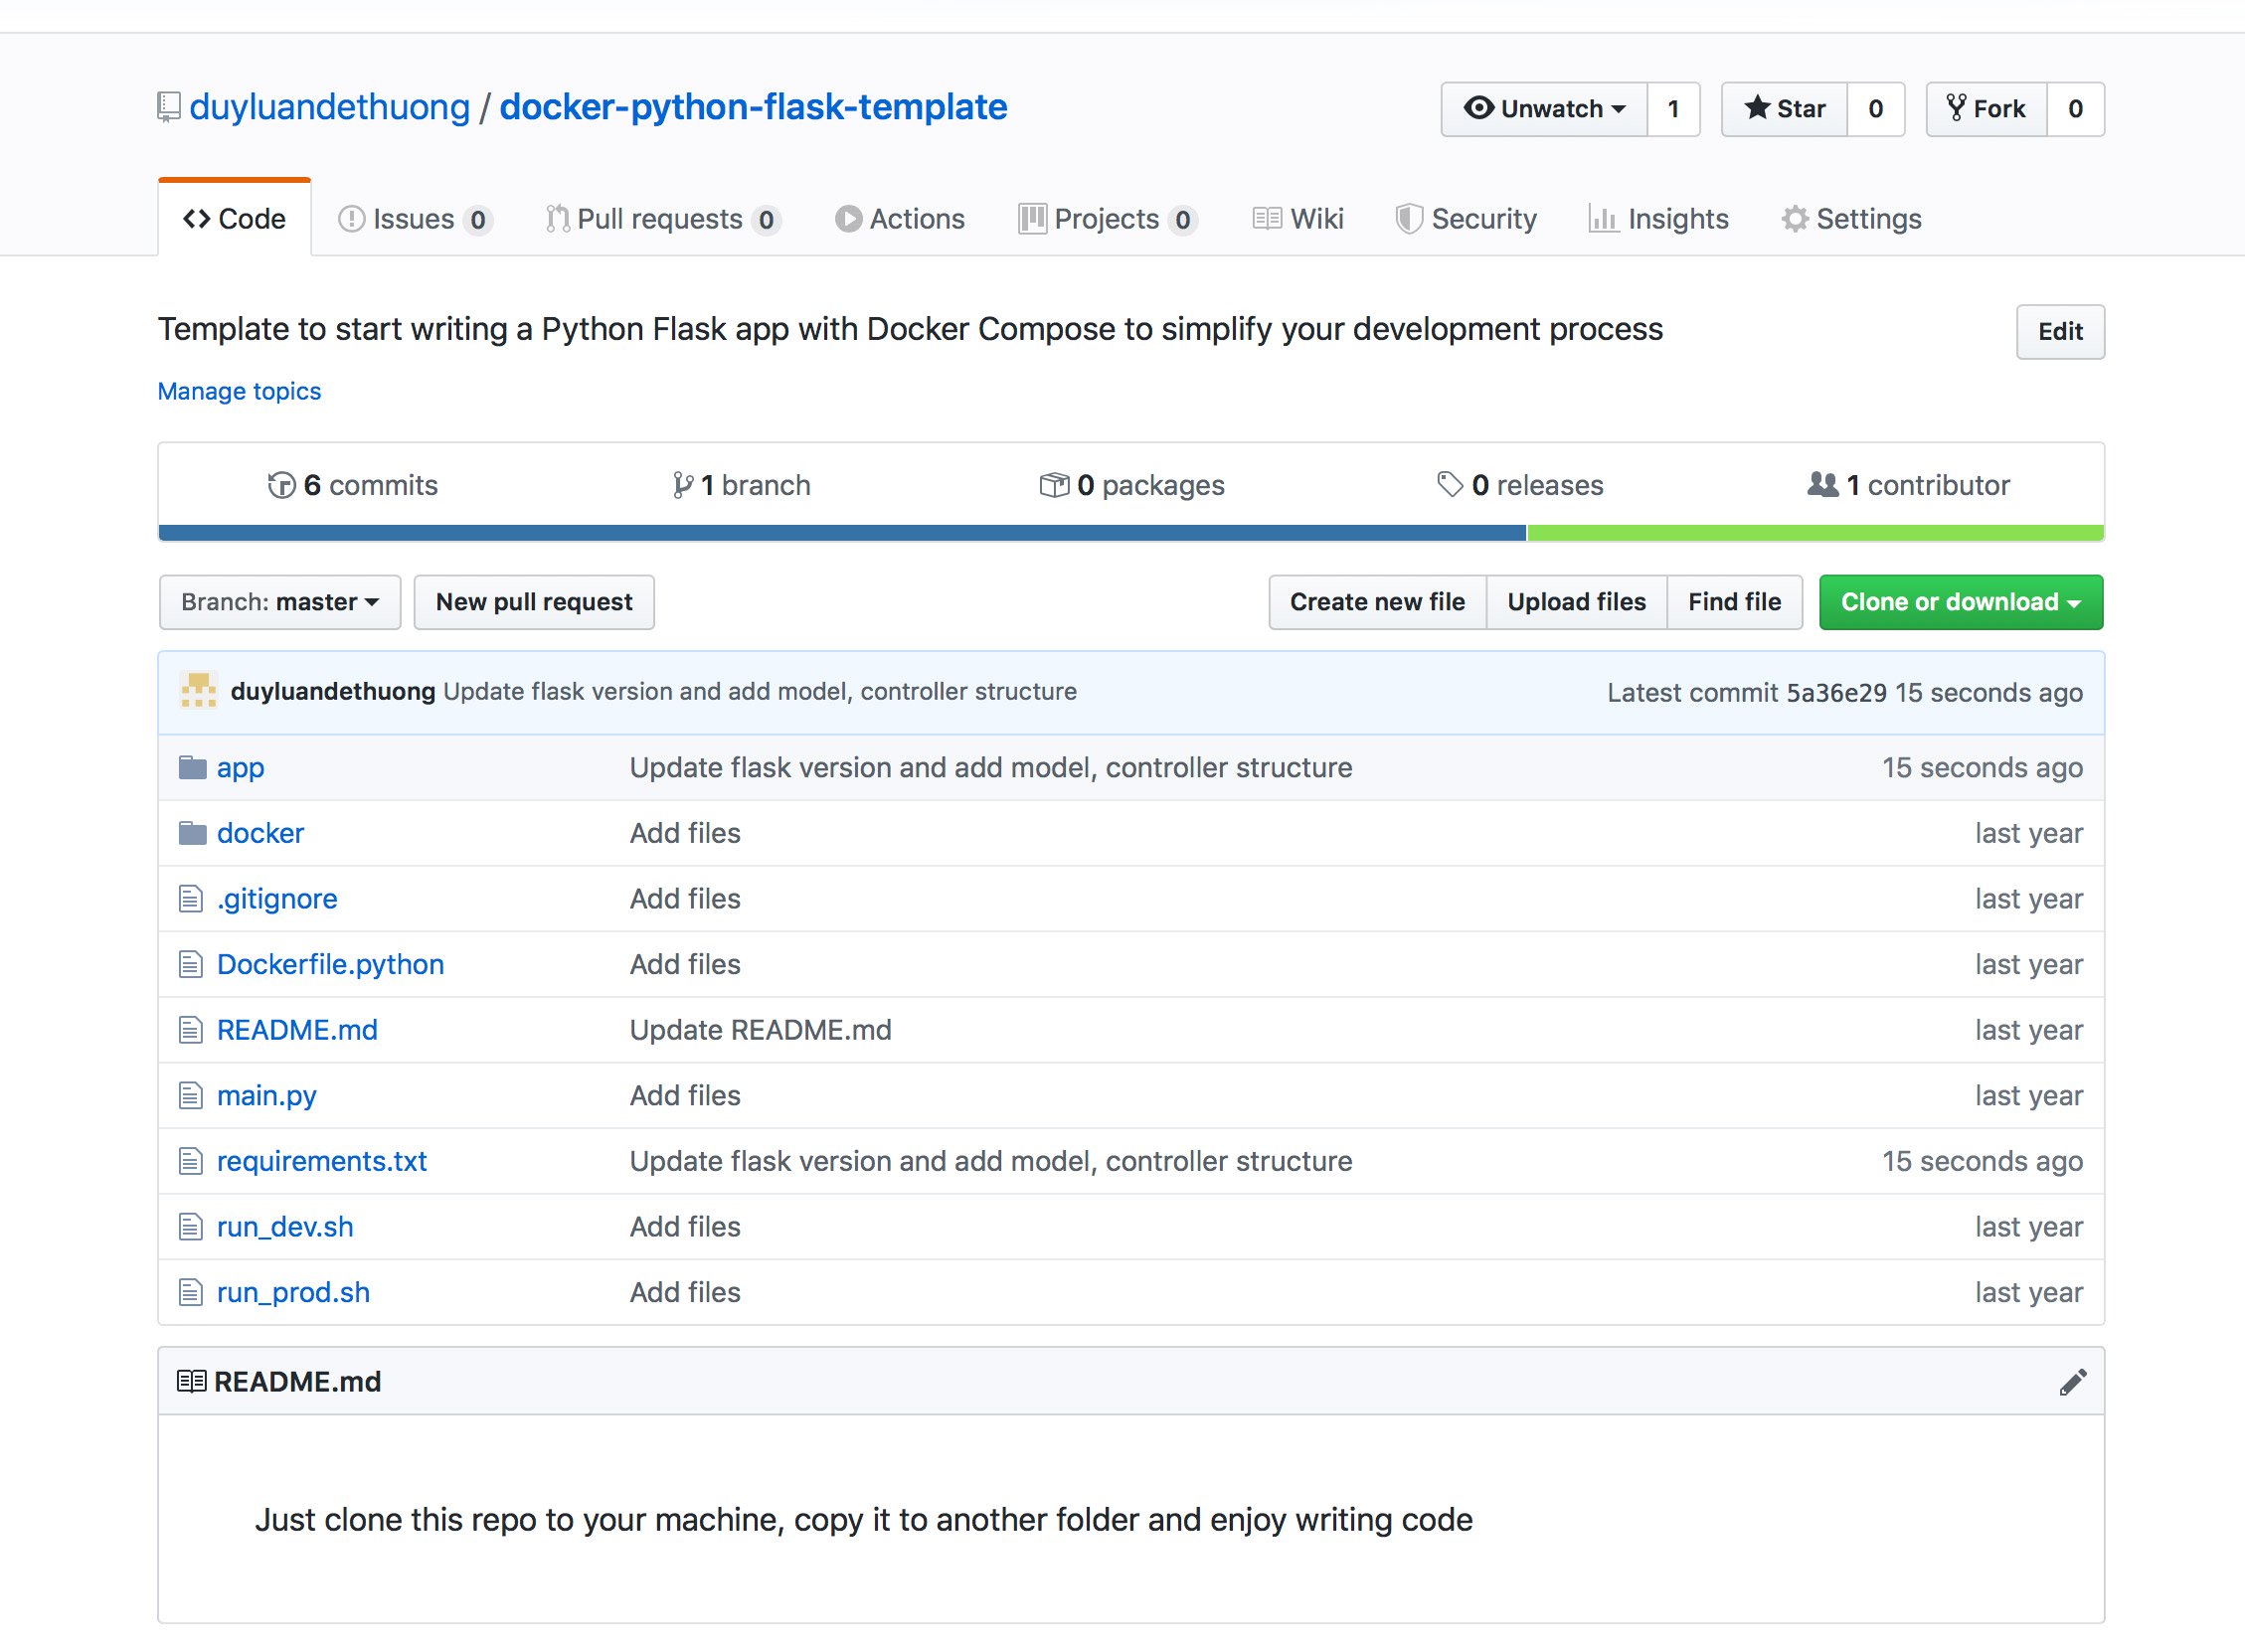 duyluandethuong / docker-python-flask-template Unwatch 1 Star 0 Fork 0
Code Issues 0 Pull requests 0 Actions Projects 0 Wiki Security Insights Settings
Template to start writing a Python Flask app with Docker Compose to simplify your development process Edit
Manage topics
6 commits 1 branch 0 packages 0 releases 1 contributor
Branch: master New pull request Create new file Upload files Find file Clone or download
duyluandethuong Update flask version and add model, controller structure Latest commit 5a36e29 15 seconds ago
app Update flask version and add model, controller structure 15 seconds ago
docker Add files last year
.gitignore Add files last year
Dockerfile.python Add files last year
README.md Update README.md last year
main.py Add files last year
requirements.txt Update flask version and add model, controller structure 15 seconds ago
run_dev.sh Add files last year
run_prod.sh Add files last year
README.md
Just clone this repo to your machine, copy it to another folder and enjoy writing code